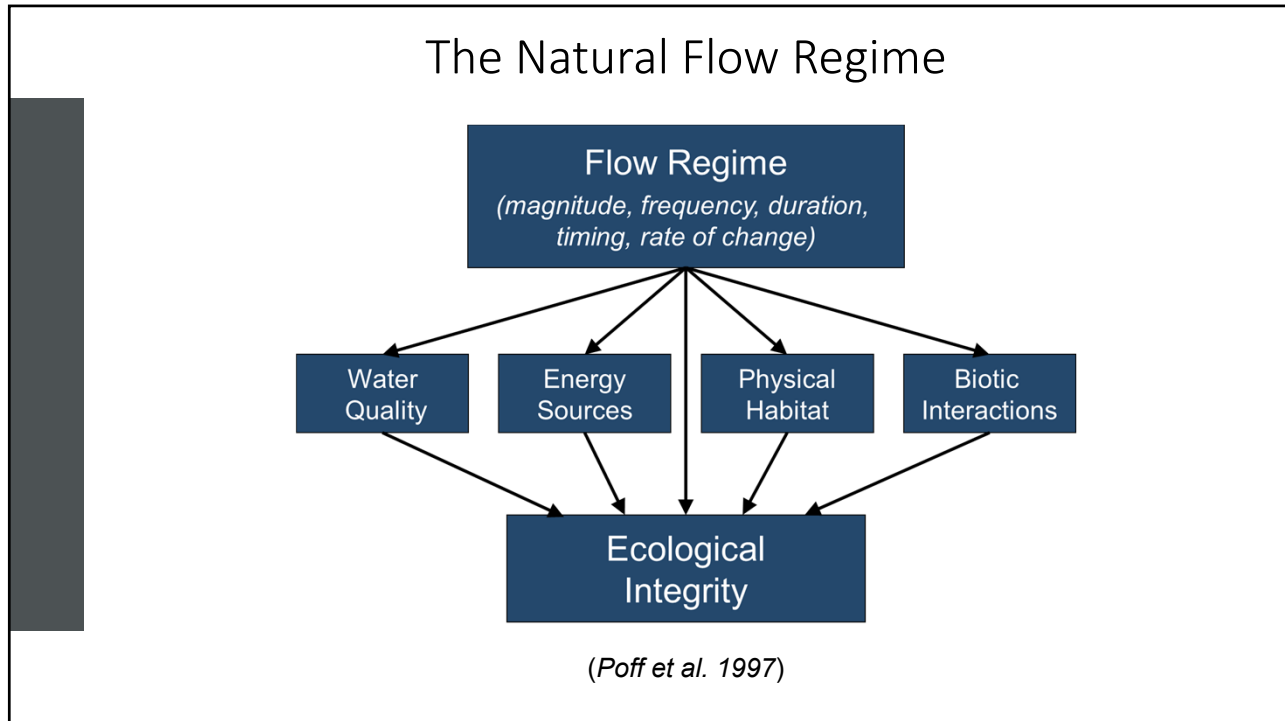 The Natural Flow Regime
Flow Regime
(magnitude, frequency, duration,
timing, rate of change)
Water
Quality
Energy
Sources
Physical
Habitat
Biotic
Interactions
Ecological
Integrity
(Poff et al. 1997)